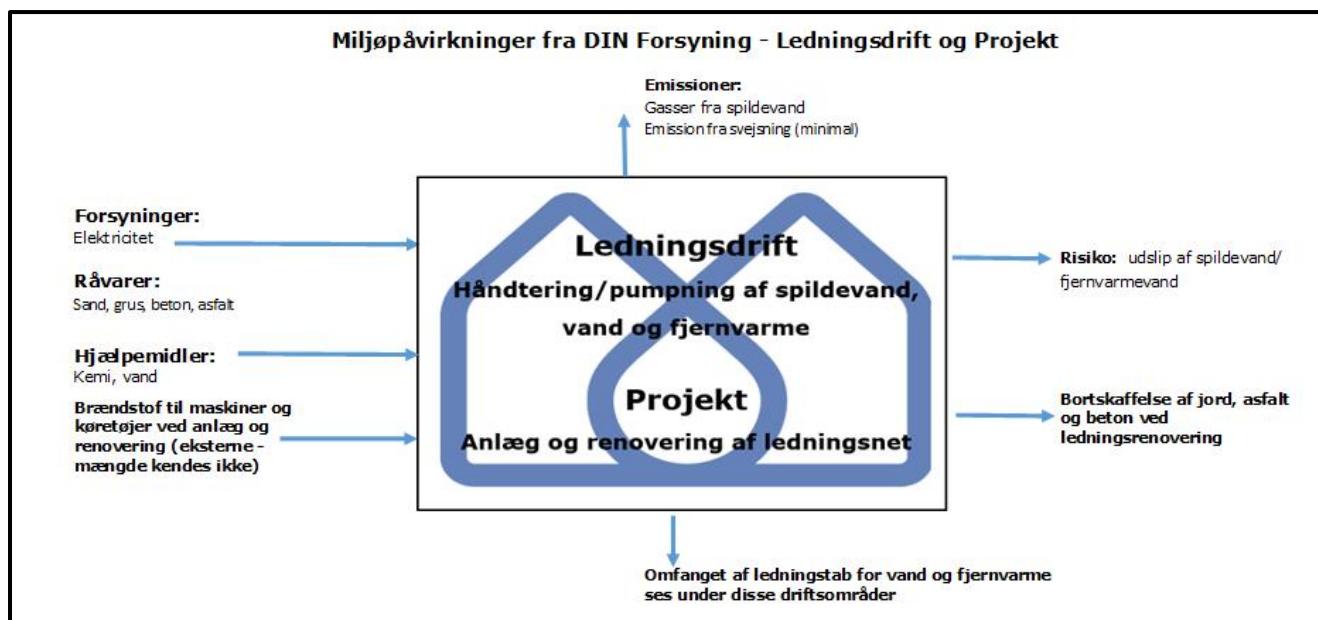 Miljøpåvirkninger fra DIN Forsyning - Ledningsdrift og Projekt
Emissioner:
Gasser fra spildevand
Emission fra svejsning (minimal)
Forsyninger:
Elektricitet
Råvarer:
Sand, grus, beton, asfalt
Hjælpemidler:
Kemi, vand
Brændstof til maskiner og
køretøjer ved anlæg og
renovering (eksterne -
mængde kendes ikke)
Ledningsdrift
Håndtering/pumpning af spildevand,
vand og fjernvarme
Projekt
Anlæg og renovering af ledningsnet
Risiko: udslip af spildevand/
fjernvarmevand
Bortskaffelse af jord, asfalt
og beton ved
ledningsrenovering
Omfanget af ledningstab for vand og fjernvarme
ses under disse driftsområder